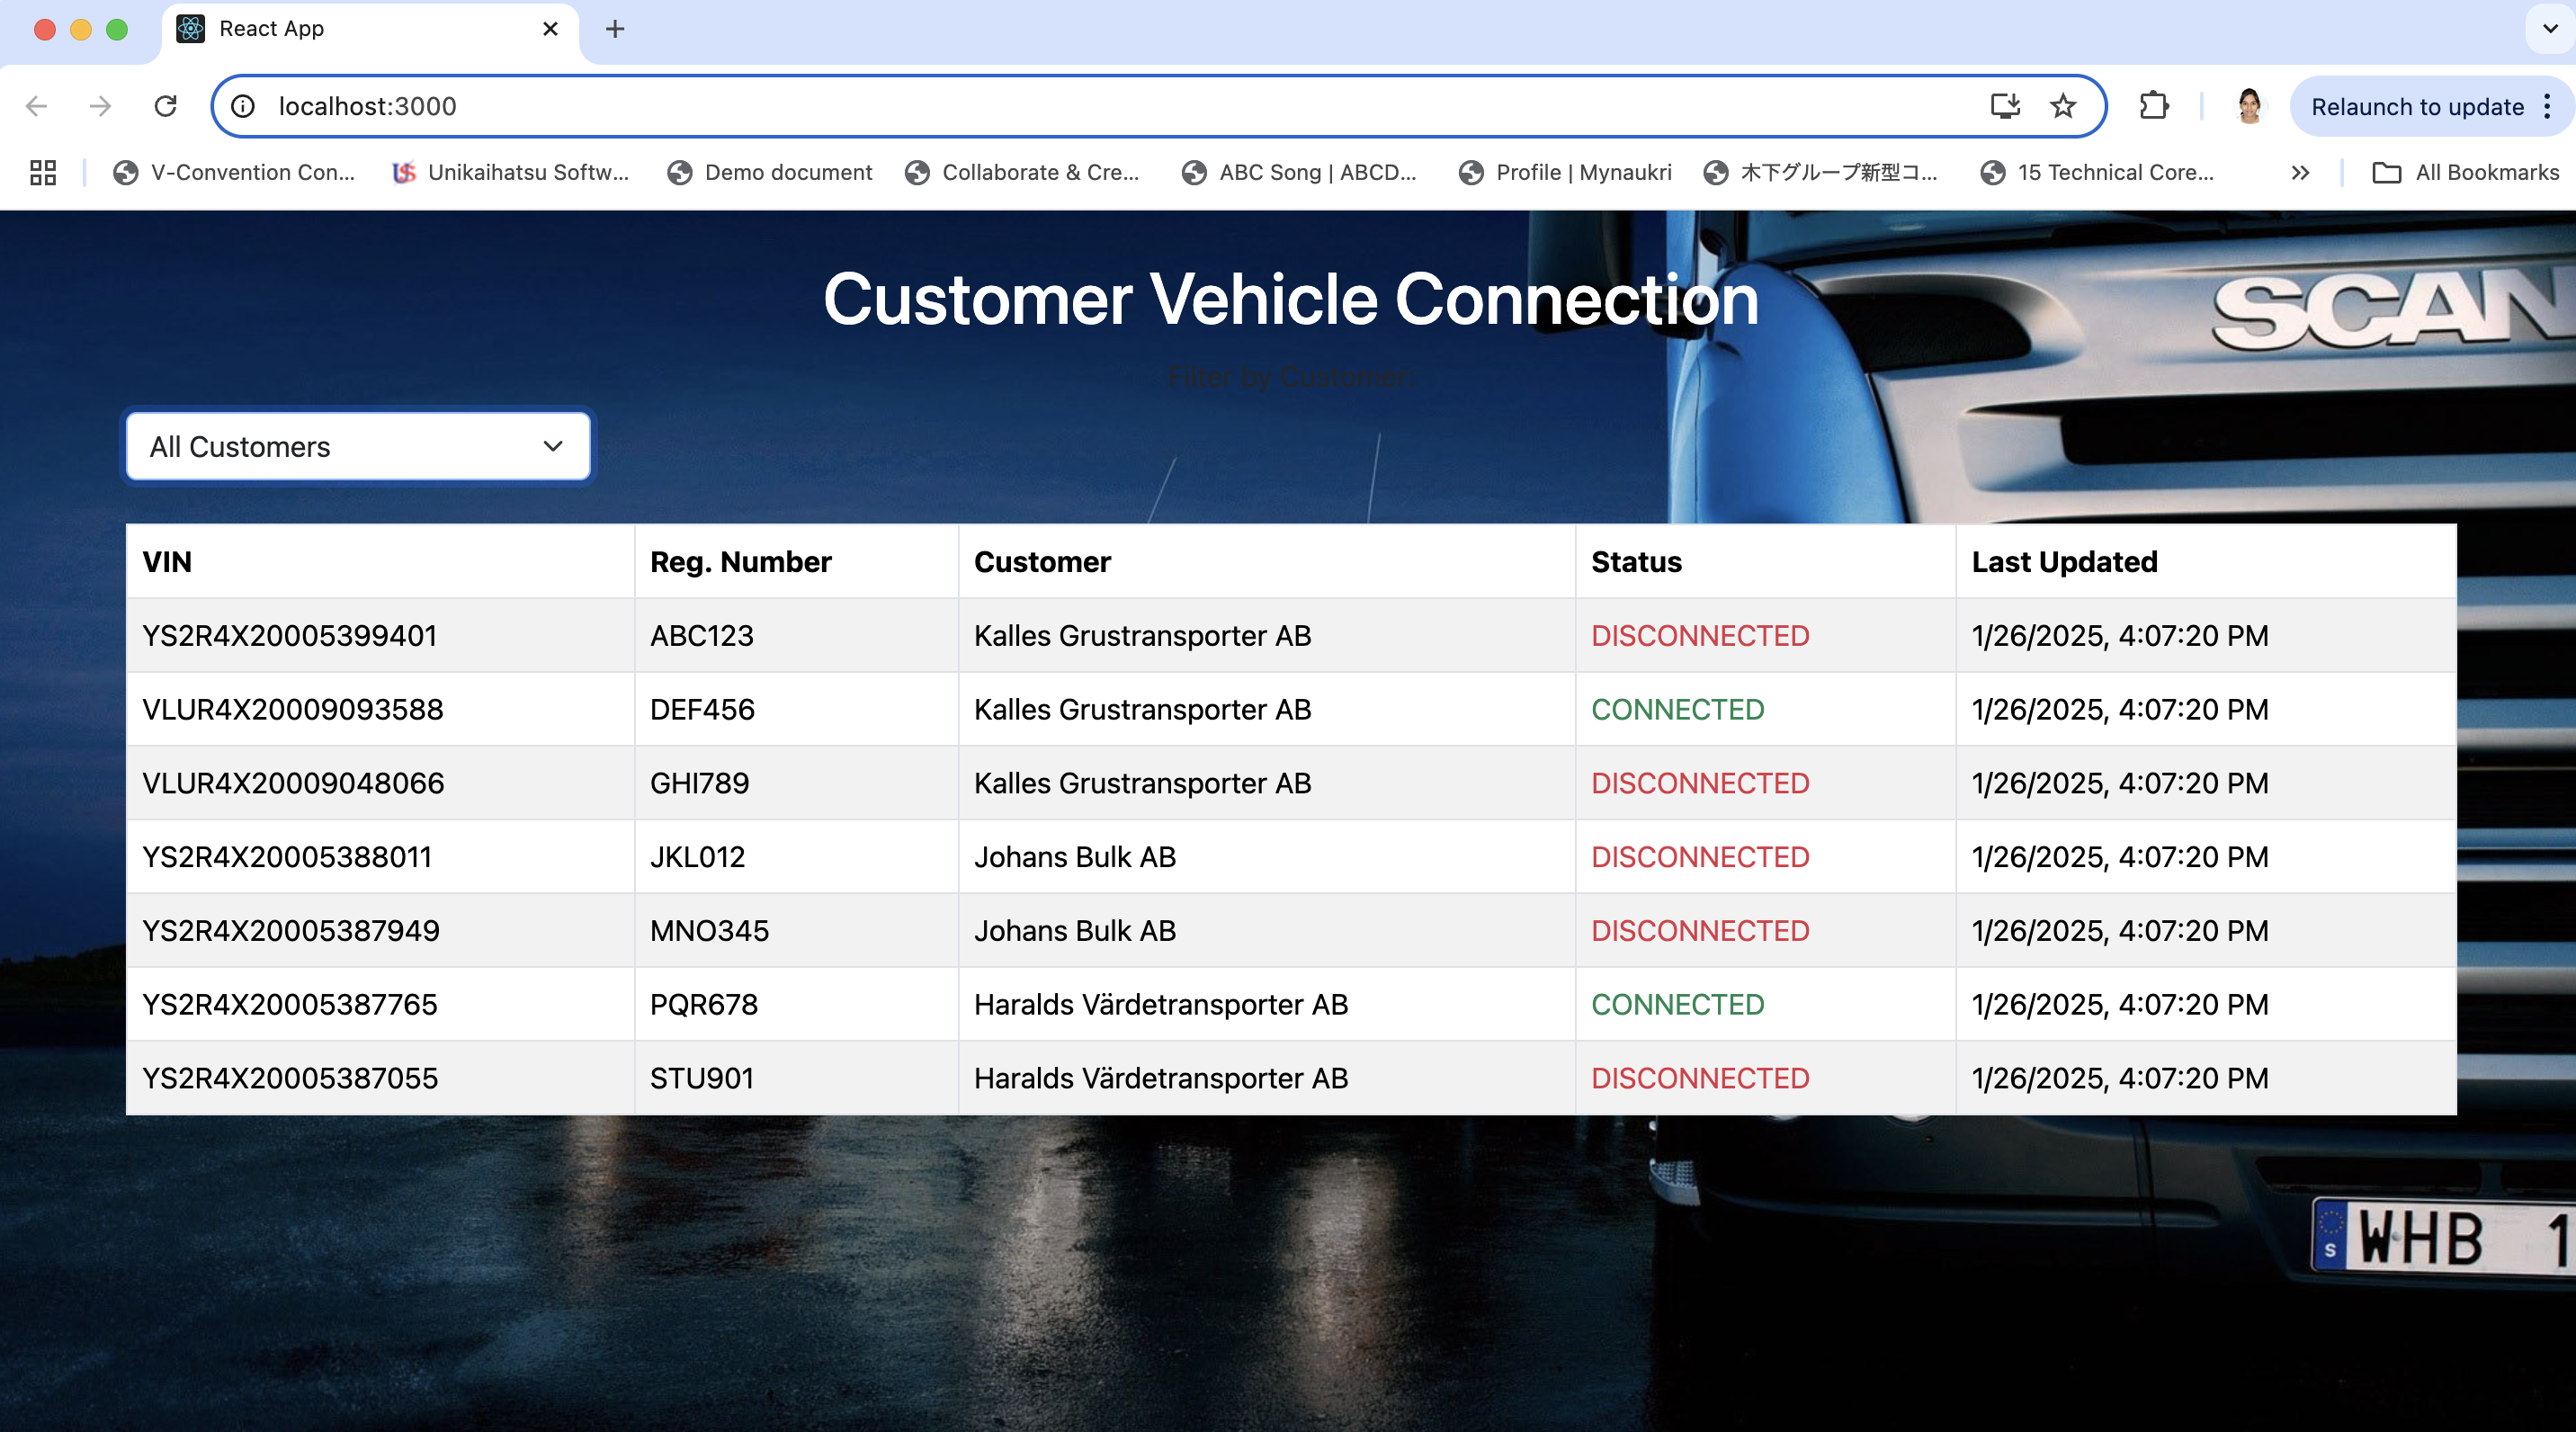 React App
localhost:3000
Relaunch to update
V-Convention Con...
Unikaihatsu Softw...
Demo document
Collaborate & Cre...
ABC Song | ABCD...
Profile | Mynaukri
木下グループ新型コ...
15 Technical Core...
All Bookmarks
SCAN
Customer Vehicle Connection
Filter by Customer:
All Customers
VIN Reg. Number Customer Status Last Updated
YS2R4X20005399401 ABC123 Kalles Grustransporter AB DISCONNECTED 1/26/2025, 4:07:20 PM
VLUR4X20009093588 DEF456 Kalles Grustransporter AB CONNECTED 1/26/2025, 4:07:20 PM
VLUR4X20009048066 GHI789 Kalles Grustransporter AB DISCONNECTED 1/26/2025, 4:07:20 PM
YS2R4X20005388011 JKL012 Johans Bulk AB DISCONNECTED 1/26/2025, 4:07:20 PM
YS2R4X20005387949 MNO345 Johans Bulk AB DISCONNECTED 1/26/2025, 4:07:20 PM
YS2R4X20005387765 PQR678 Haralds Värdetransporter AB CONNECTED 1/26/2025, 4:07:20 PM
YS2R4X20005387055 STU901 Haralds Värdetransporter AB DISCONNECTED 1/26/2025, 4:07:20 PM
S WHB 1